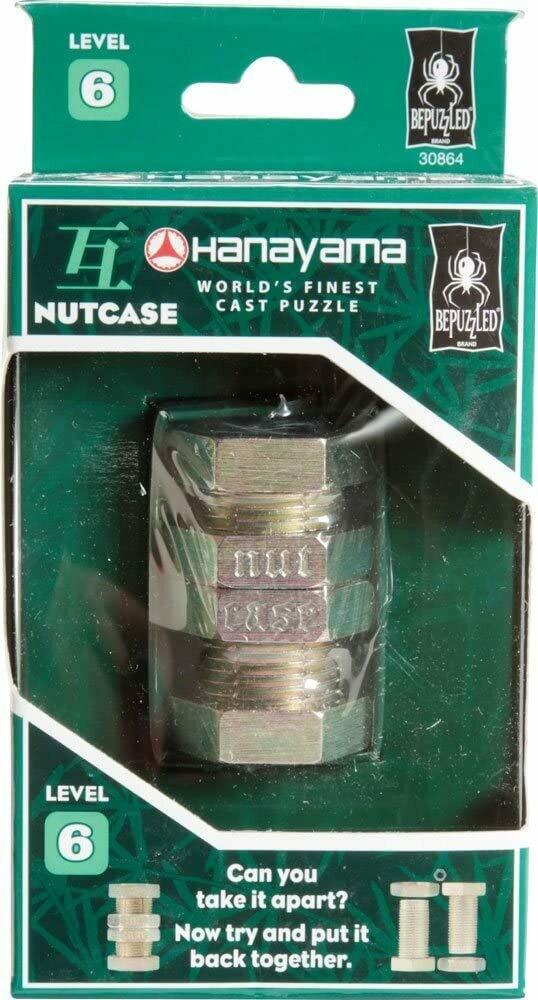 LEVEL
6
BEPUZZLED
BRAND
30864
HANAYAMA
互
NUTCASE
Hanayama
WORLD'S FINEST
CAST PUZZLE
BEPUZZLED
BRAND
nut
case
LEVEL
6
Can you
take it apart?
Now try and put it
back together.